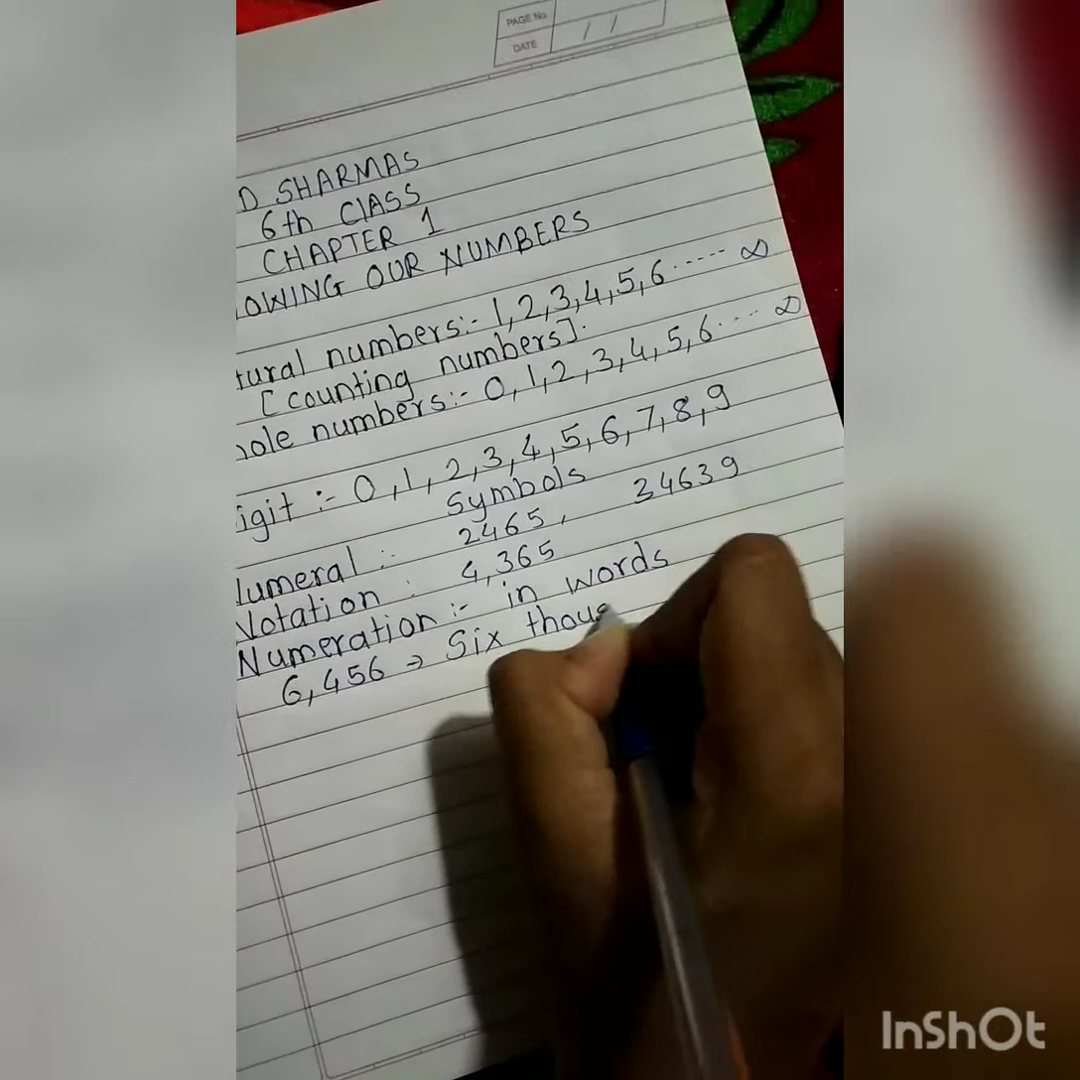 PAGE No.
DATE / /
D SHARMAS
6th CLASS
CHAPTER 1
OWING OUR NUMBERS
tural numbers:- 1,2,3,4,5,6 ..... ∞
[counting numbers].
hole numbers:- 0,1,2,3,4,5,6.... ∞
igit :- 0,1,2,3,4,5,6,7,8,9
Symbols
Numeral : 2465, 34639
Notation : 4,365
Numeration :- in words
6,456 → Six thous
InShOt